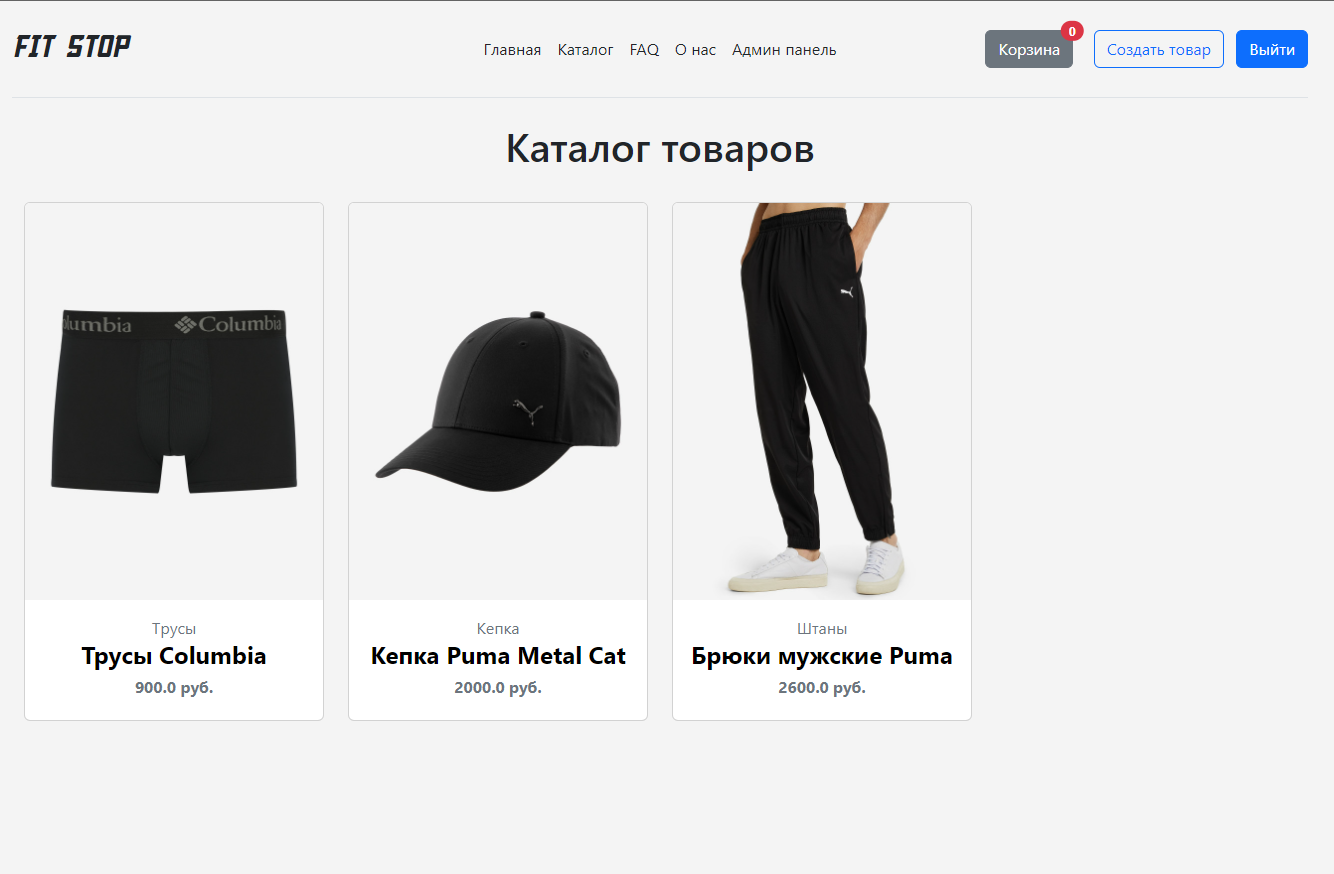 FIT STOP
Главная Каталог FAQ О нас Админ панель
Корзина 0
Создать товар
Выйти
Каталог товаров
lumbia Columbia
Трусы
Трусы Columbia
900.0 руб.
Кепка
Кепка Puma Metal Cat
2000.0 руб.
Штаны
Брюки мужские Puma
2600.0 руб.